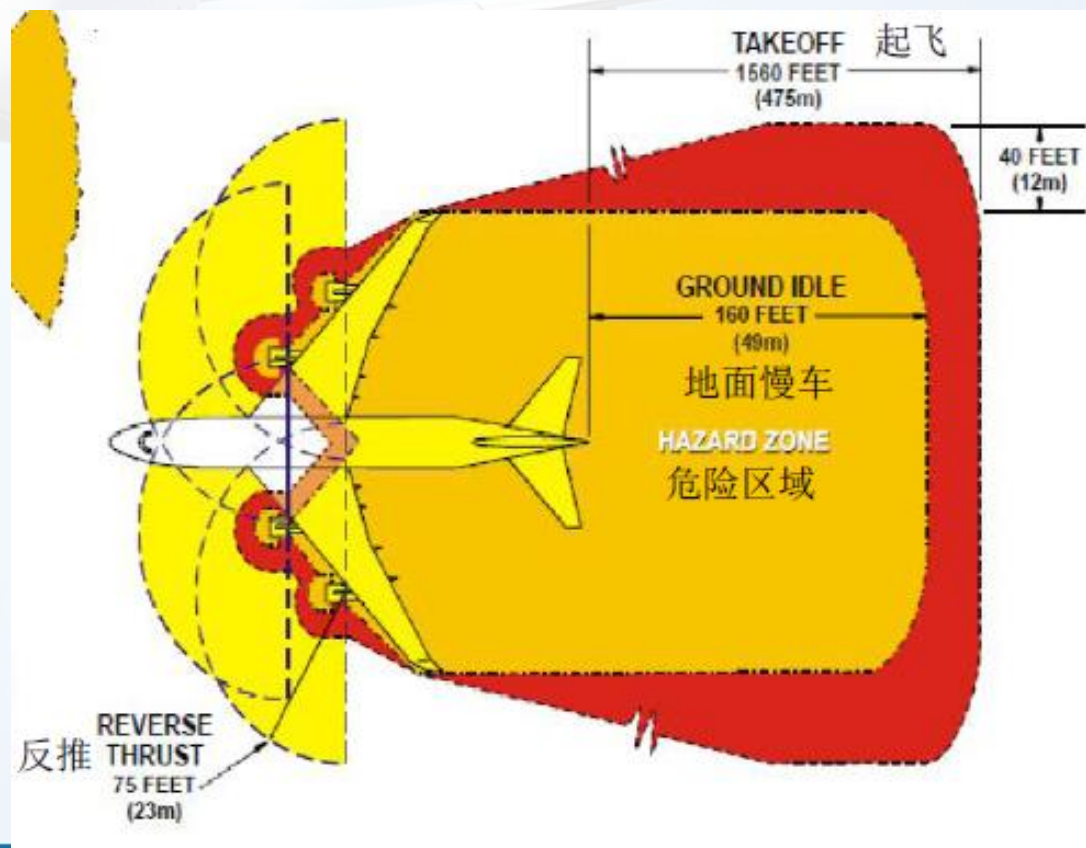 TAKEOFF 起飞
1560 FEET
(475m)
40 FEET
(12m)
GROUND IDLE
160 FEET
(49m)
地面慢车
HAZARD ZONE
危险区域
REVERSE
反推 THRUST
75 FEET
(23m)